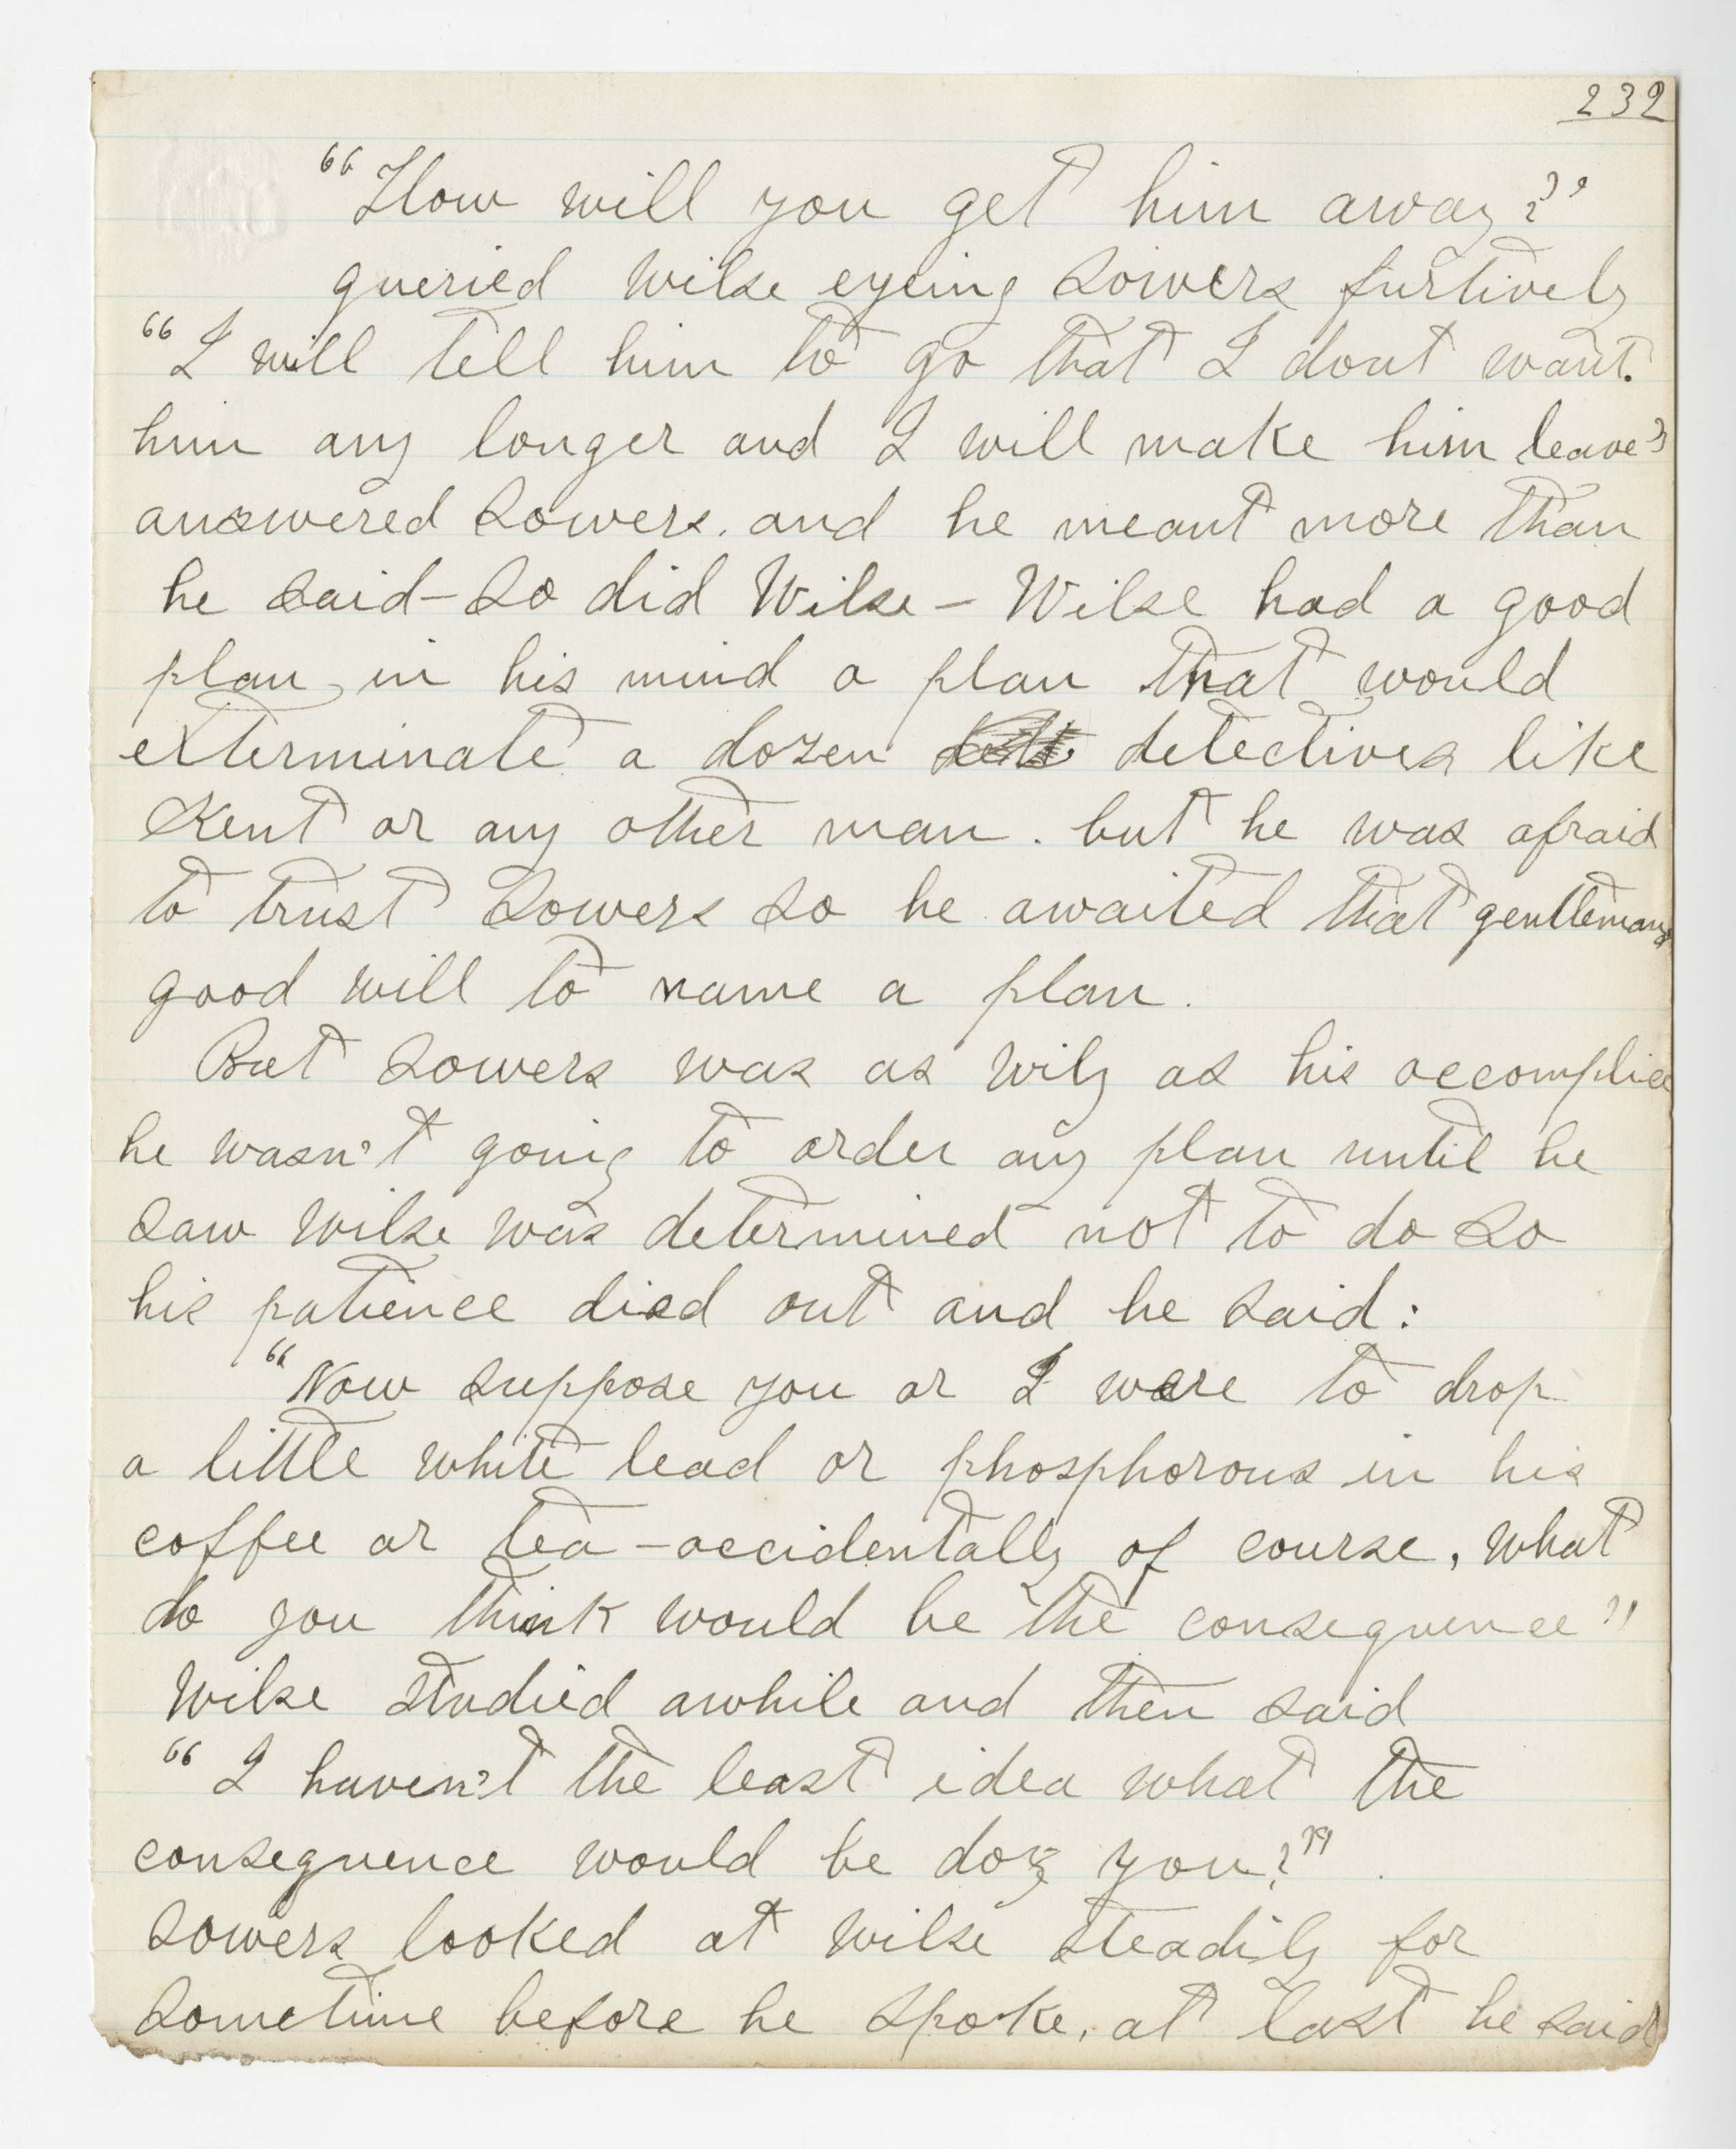 232
"How will you get him away?"
queried Wilse eyeing Sowers furtively
"I will tell him to go that I dont want.
him any longer and I will make him leave"
answered Sowers. and he meant more than
he said - So did Wilse - Wilse had a good
plan in his mind a plan that would
exterminate a dozen detectives like
Kent or any other man. but he was afraid
to trust Sowers so he awaited that gentlemans
good will to name a plan.
But Sowers was as wily as his accomplice
he wasn't going to order any plan until he
saw Wilse was determined not to do so
his patience died out and he said:
"Now suppose you or I were to drop
a little white lead or phosphorous in his
coffee or tea - accidentally of course, what
do you think would be the consequence"
Wilse studied awhile and then said
"I haven't the least idea what the
consequence would be do you?"
Sowers looked at Wilse steadily for
sometime before he spoke. at last he said